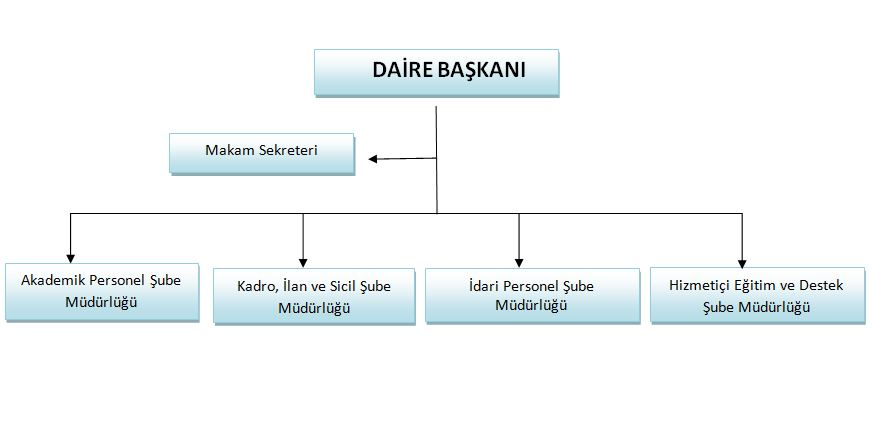 DAİRE BAŞKANI
Makam Sekreteri
Akademik Personel Şube
Müdürlüğü
Kadro, İlan ve Sicil Şube
Müdürlüğü
İdari Personel Şube
Müdürlüğü
Hizmetiçi Eğitim ve Destek
Şube Müdürlüğü